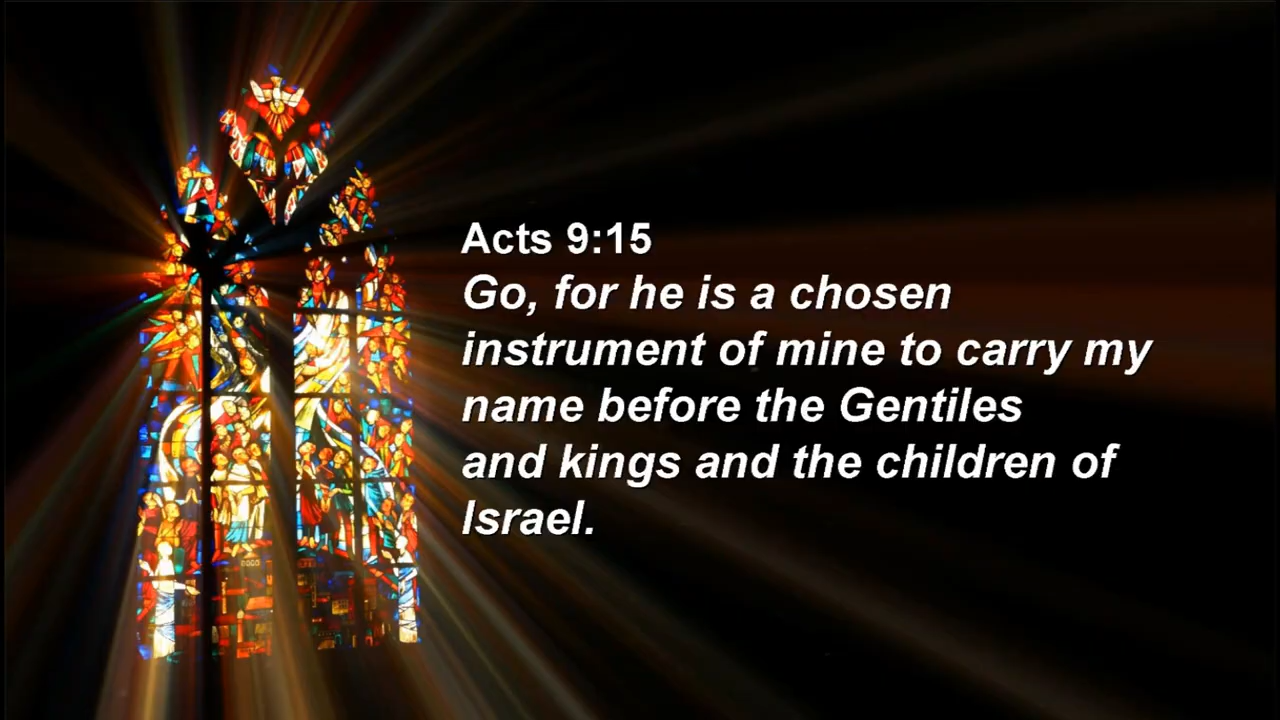 Acts 9:15
Go, for he is a chosen
instrument of mine to carry my
name before the Gentiles
and kings and the children of
Israel.